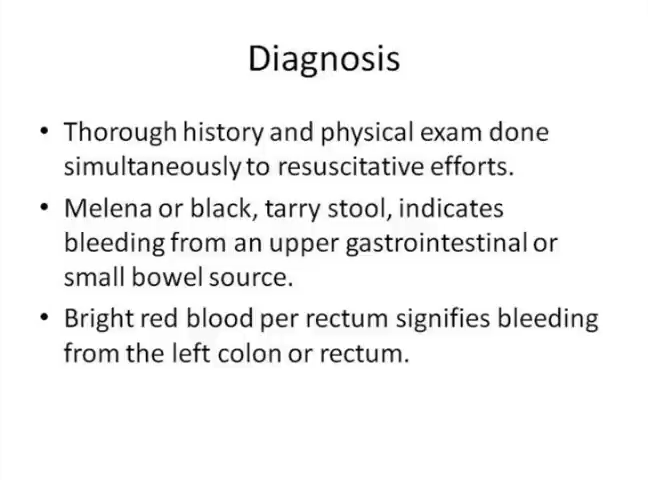 Diagnosis
• Thorough history and physical exam done
simultaneously to resuscitative efforts.
• Melena or black, tarry stool, indicates
bleeding from an upper gastrointestinal or
small bowel source.
• Bright red blood per rectum signifies bleeding
from the left colon or rectum.